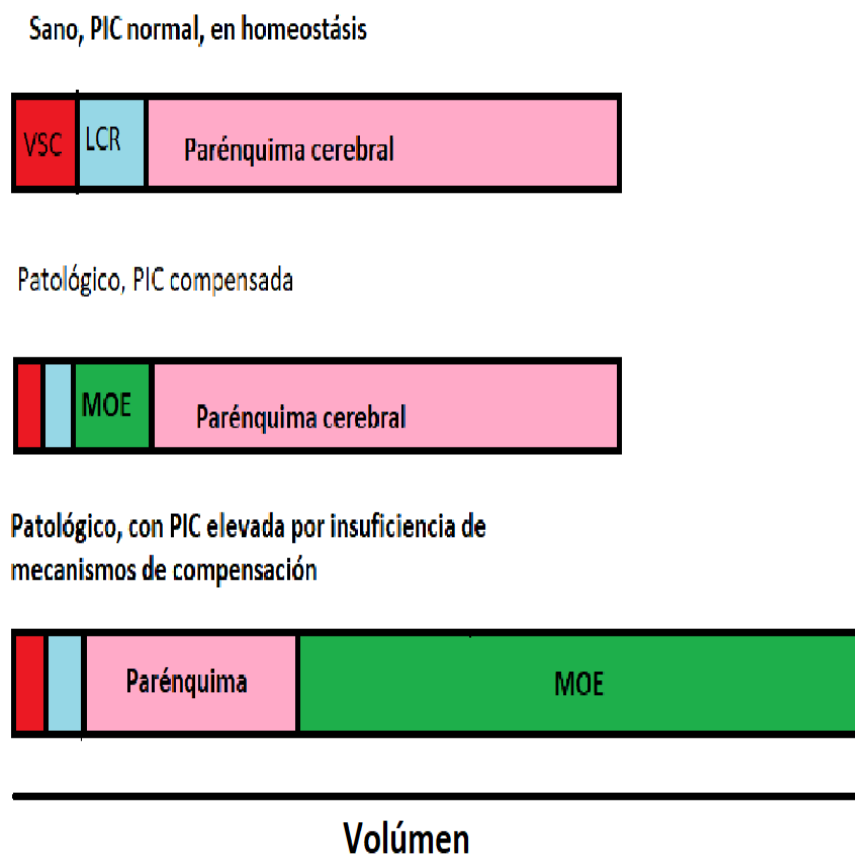 Sano, PIC normal, en homeostásis
VSC LCR Parénquima cerebral
Patológico, PIC compensada
MOE Parénquima cerebral
Patológico, con PIC elevada por insuficiencia de
mecanismos de compensación
Parénquima MOE
Volúmen